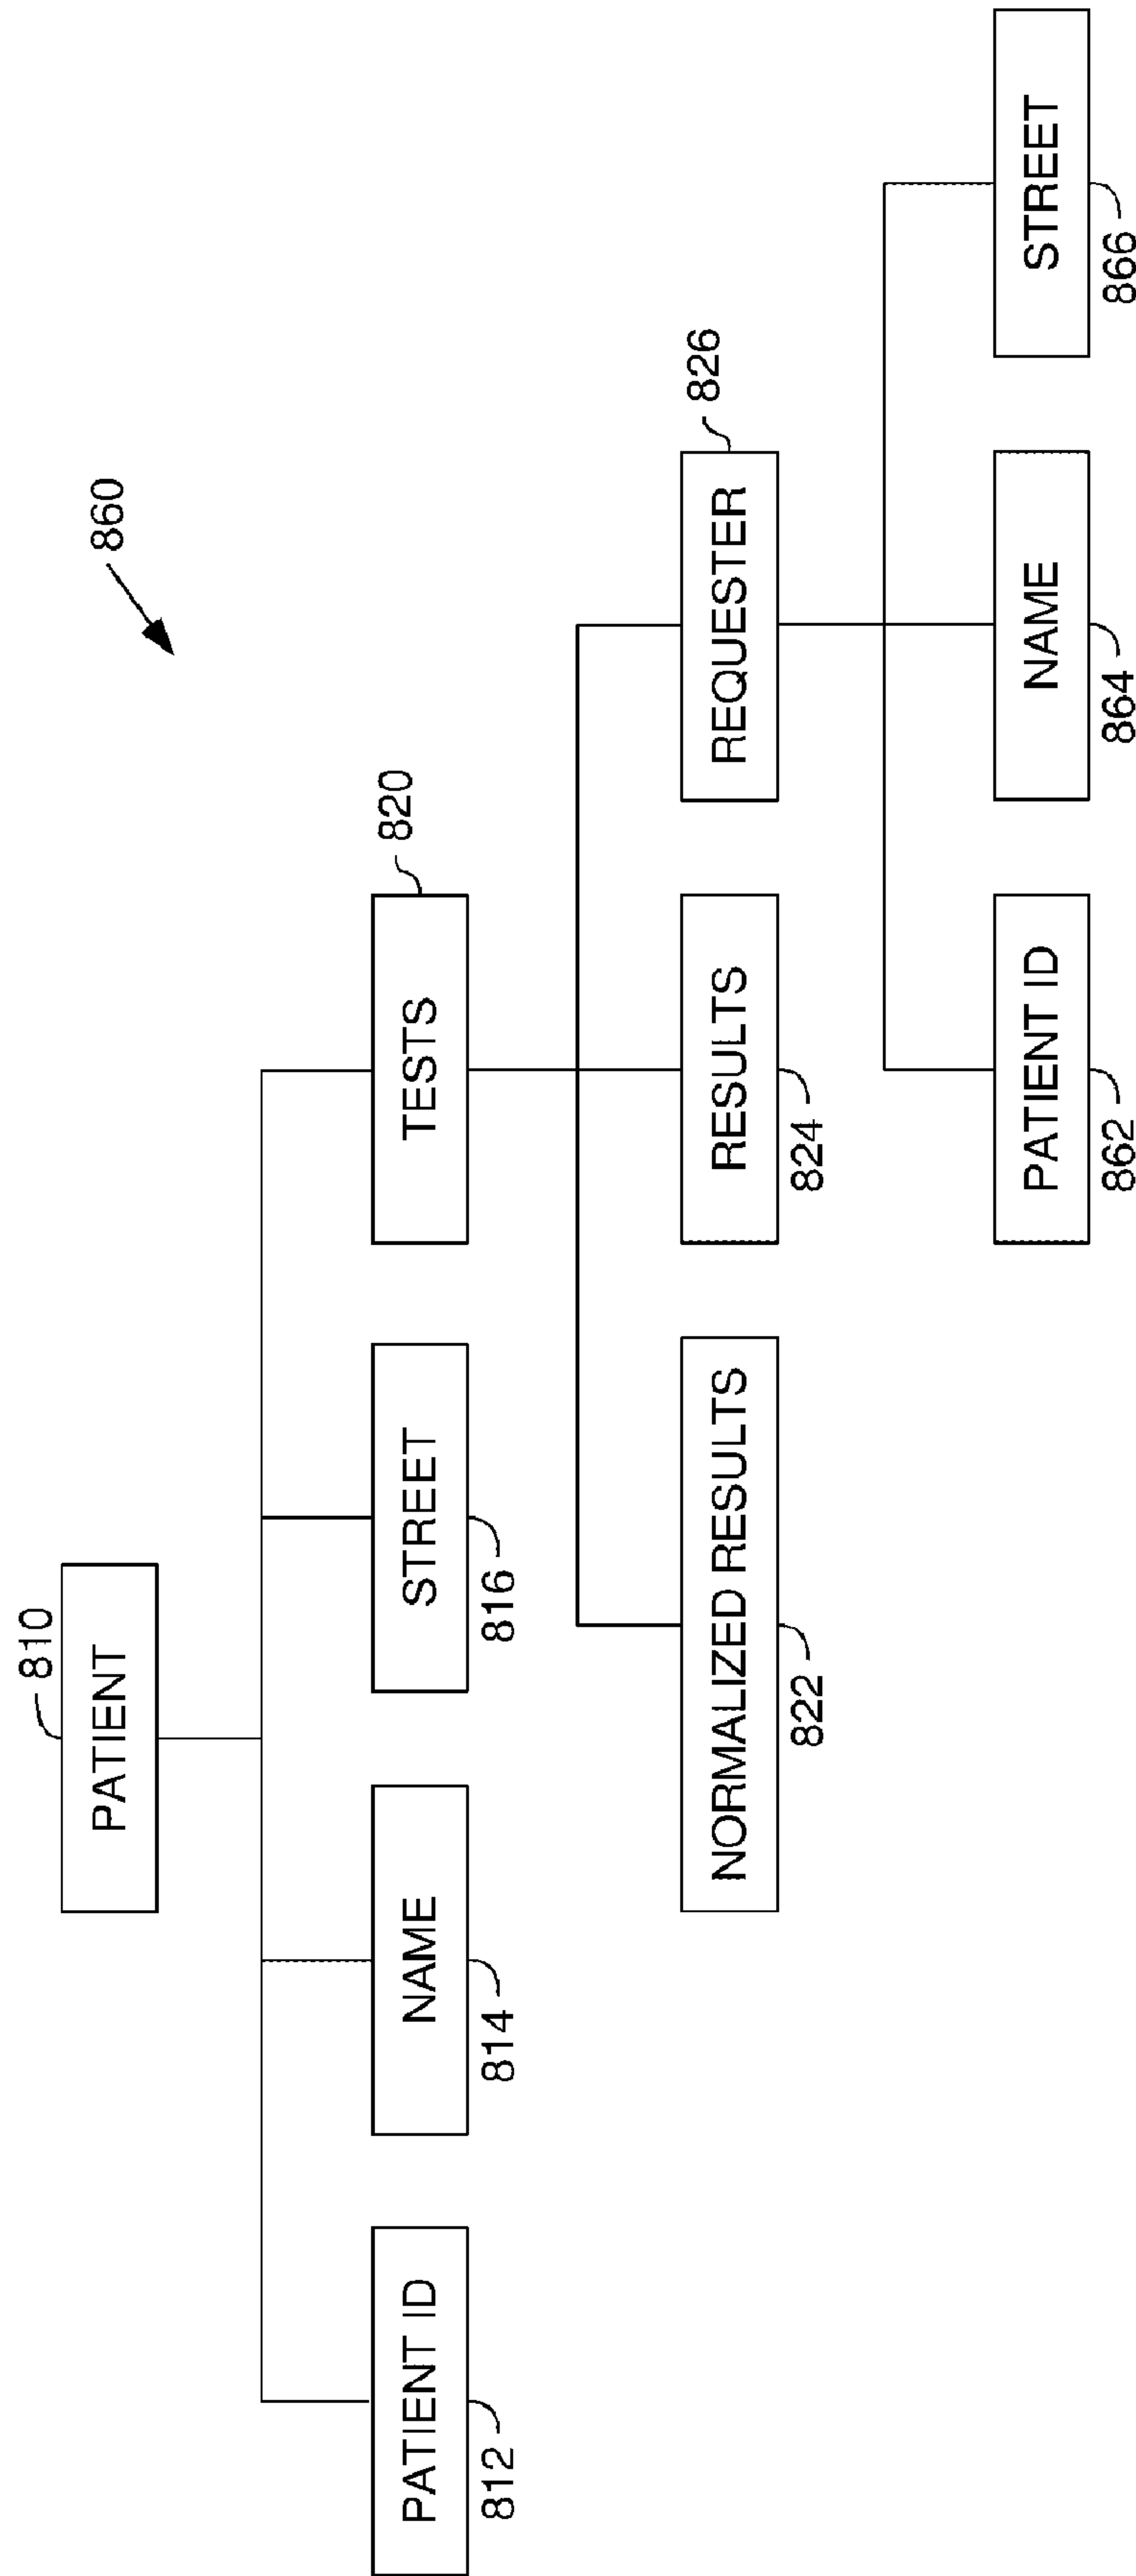 860
810
PATIENT
820
PATIENT ID
NAME
STREET
TESTS
812
814
816
826
NORMALIZED RESULTS
RESULTS
REQUESTER
822
824
PATIENT ID
NAME
STREET
862
864
866